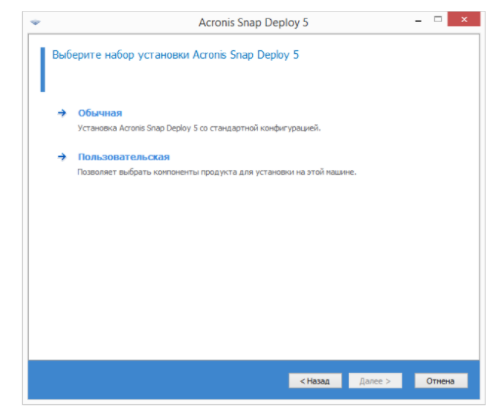 Acronis Snap Deploy 5
Выберите набор установки Acronis Snap Deploy 5
Обычная
Установка Acronis Snap Deploy 5 со стандартной конфигурацией.
Пользовательская
Позволяет выбрать компоненты продукта для установки на этой машине.
< Назад
Далее >
Отмена